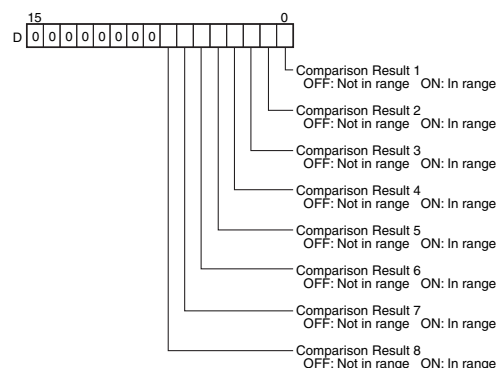 15 0
D 0 0 0 0 0 0 0 0
Comparison Result 1
OFF: Not in range ON: In range
Comparison Result 2
OFF: Not in range ON: In range
Comparison Result 3
OFF: Not in range ON: In range
Comparison Result 4
OFF: Not in range ON: In range
Comparison Result 5
OFF: Not in range ON: In range
Comparison Result 6
OFF: Not in range ON: In range
Comparison Result 7
OFF: Not in range ON: In range
Comparison Result 8
OFF: Not in range ON: In range